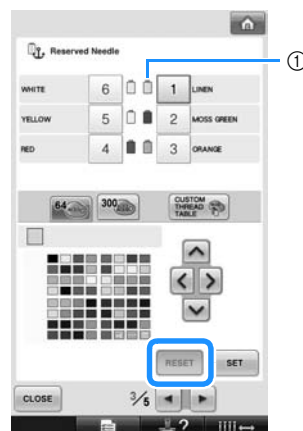 Reserved Needle
①
WHITE 6 1 LINEN
YELLOW 5 2 MOSS GREEN
RED 4 3 ORANGE
64 300 CUSTOM THREAD TABLE
RESET SET
CLOSE 3/5
?